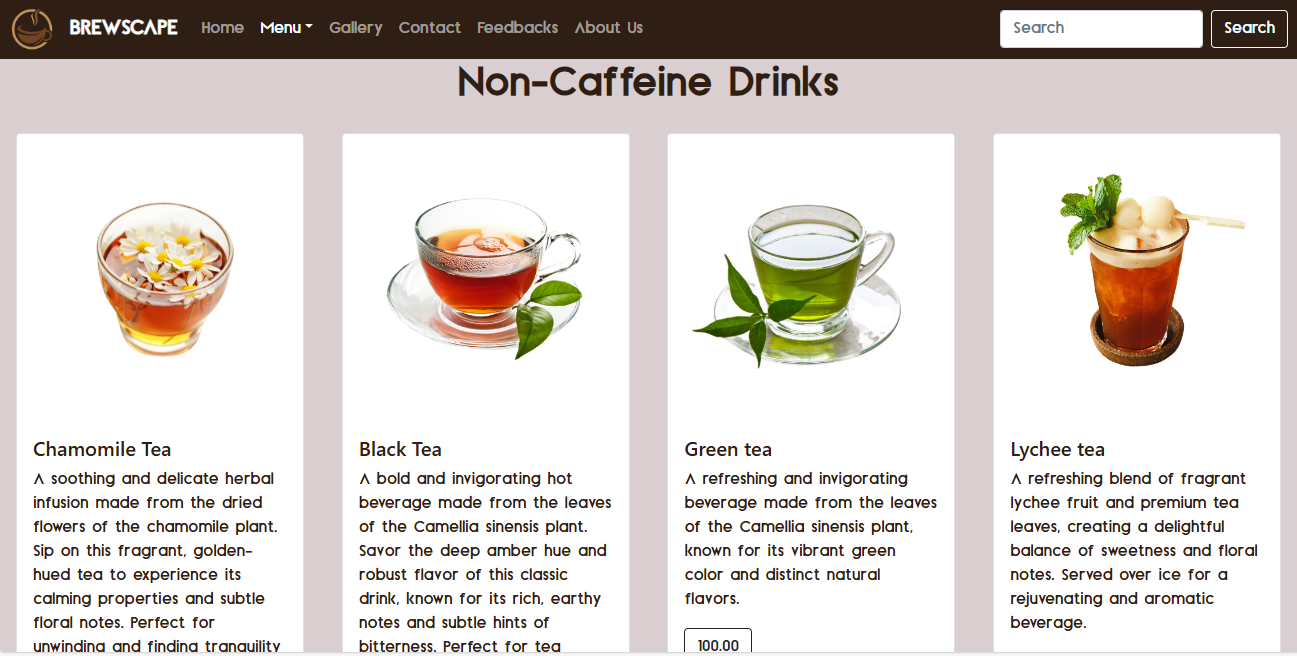 BREWSCAPE Home Menu Gallery Contact Feedbacks About Us Search Search
Non-Caffeine Drinks
Chamomile Tea
A soothing and delicate herbal
infusion made from the dried
flowers of the chamomile plant.
Sip on this fragrant, golden-
hued tea to experience its
calming properties and subtle
floral notes. Perfect for
unwinding and finding tranquility
Black Tea
A bold and invigorating hot
beverage made from the leaves
of the Camellia sinensis plant.
Savor the deep amber hue and
robust flavor of this classic
drink, known for its rich, earthy
notes and subtle hints of
bitterness. Perfect for tea
Green tea
A refreshing and invigorating
beverage made from the leaves
of the Camellia sinensis plant,
known for its vibrant green
color and distinct natural
flavors.
100.00
Lychee tea
A refreshing blend of fragrant
lychee fruit and premium tea
leaves, creating a delightful
balance of sweetness and floral
notes. Served over ice for a
rejuvenating and aromatic
beverage.